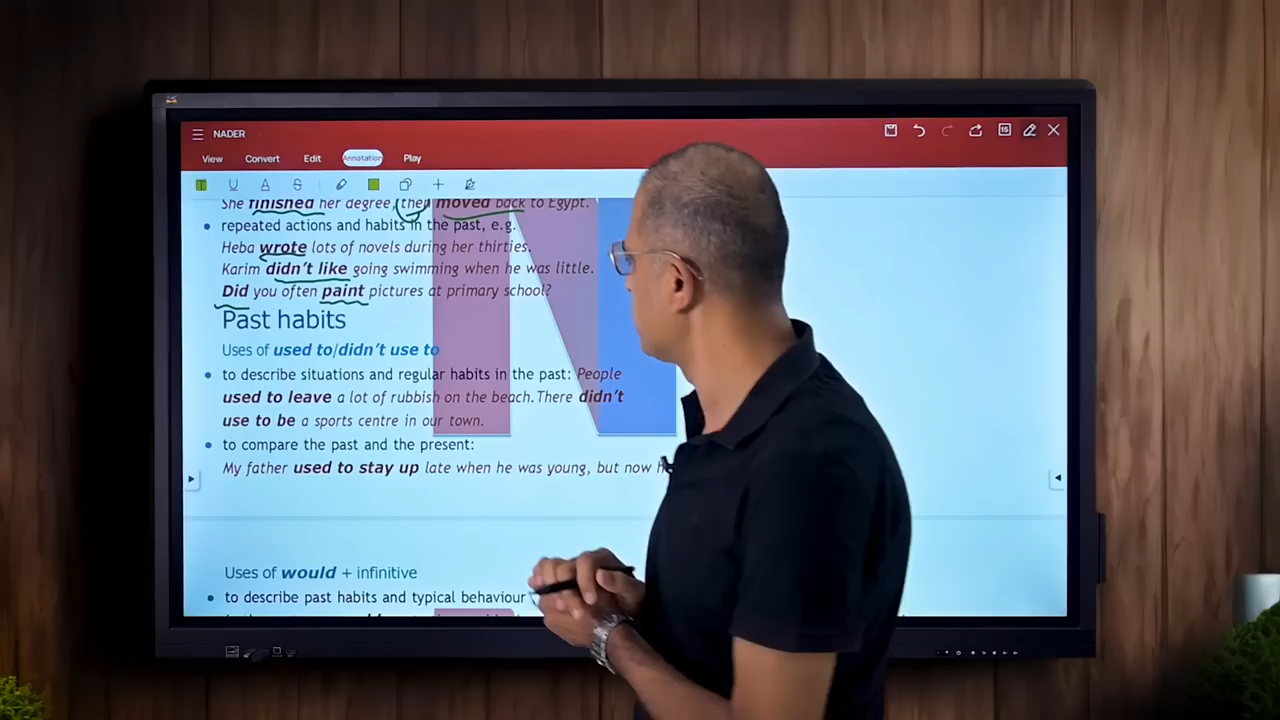 NADER
View Convert Edit Annotation Play
15
She finished her degree, then moved back to Egypt.
• repeated actions and habits in the past, e.g.
Heba wrote lots of novels during her thirties.
Karim didn't like going swimming when he was little.
Did you often paint pictures at primary school?
Past habits
Uses of used to/didn't use to
• to describe situations and regular habits in the past: People
used to leave a lot of rubbish on the beach. There didn't
use to be a sports centre in our town.
• to compare the past and the present:
My father used to stay up late when he was young, but now
Uses of would + infinitive
• to describe past habits and typical behaviour